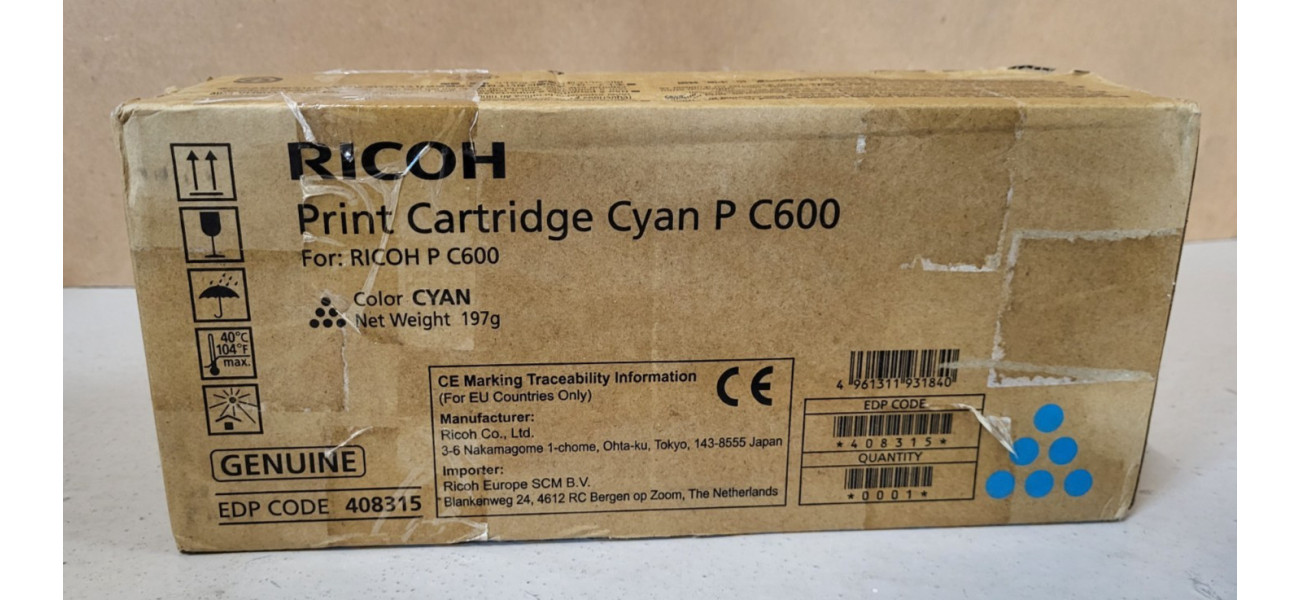 RICOH
Print Cartridge Cyan P C600
For: RICOH P C600
Color CYAN
Net Weight 197g
40°C
104°F
max.
GENUINE
EDP CODE 408315
CE Marking Traceability Information
(For EU Countries Only)
CE
Manufacturer:
Ricoh Co., Ltd.
3-6 Nakamagome 1-chome, Ohta-ku, Tokyo, 143-8555 Japan
Importer:
Ricoh Europe SCM B.V.
Blankenweg 24, 4612 RC Bergen op Zoom, The Netherlands
4 961311 931840
EDP CODE
*408315*
QUANTITY
*0001*